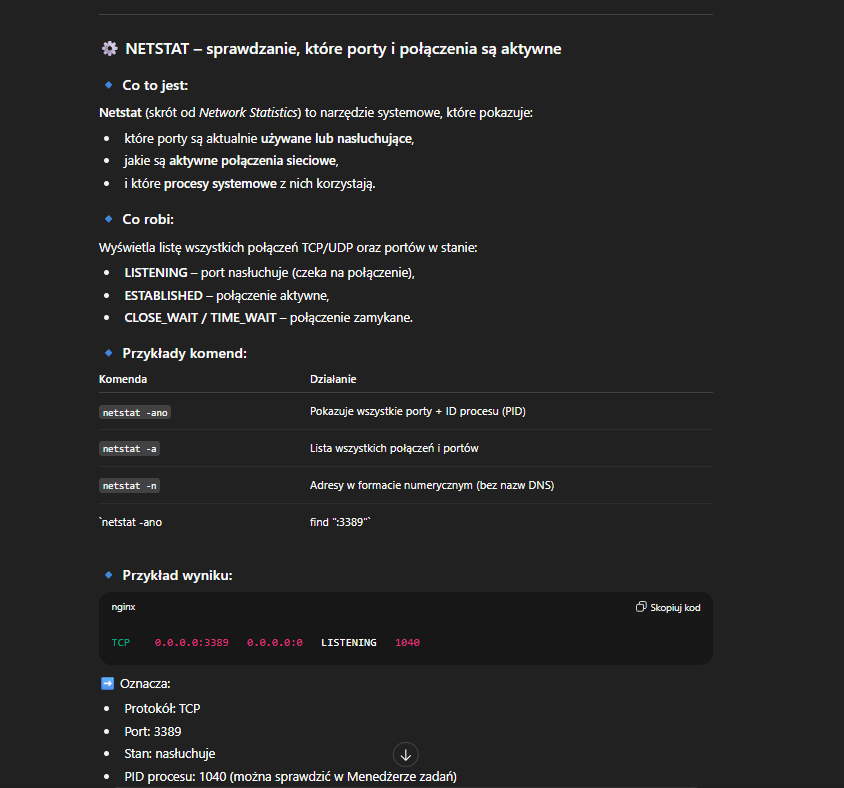 NETSTAT – sprawdzanie, które porty i połączenia są aktywne
Co to jest:
Netstat (skrót od Network Statistics) to narzędzie systemowe, które pokazuje:
• które porty są aktualnie używane lub nasłuchujące,
• jakie są aktywne połączenia sieciowe,
• i które procesy systemowe z nich korzystają.
Co robi:
Wyświetla listę wszystkich połączeń TCP/UDP oraz portów w stanie:
• LISTENING – port nasłuchuje (czeka na połączenie),
• ESTABLISHED – połączenie aktywne,
• CLOSE_WAIT / TIME_WAIT – połączenie zamykane.
Przykłady komend:
Komenda Działanie
netstat -ano Pokazuje wszystkie porty + ID procesu (PID)
netstat -a Lista wszystkich połączeń i portów
netstat -n Adresy w formacie numerycznym (bez nazw DNS)
`netstat -ano find ":3389"`
Przykład wyniku:
nginx Skopiuj kod
TCP 0.0.0.0:3389 0.0.0.0:0 LISTENING 1040
Oznacza:
• Protokół: TCP
• Port: 3389
• Stan: nasłuchuje
• PID procesu: 1040 (można sprawdzić w Menedżerze zadań)